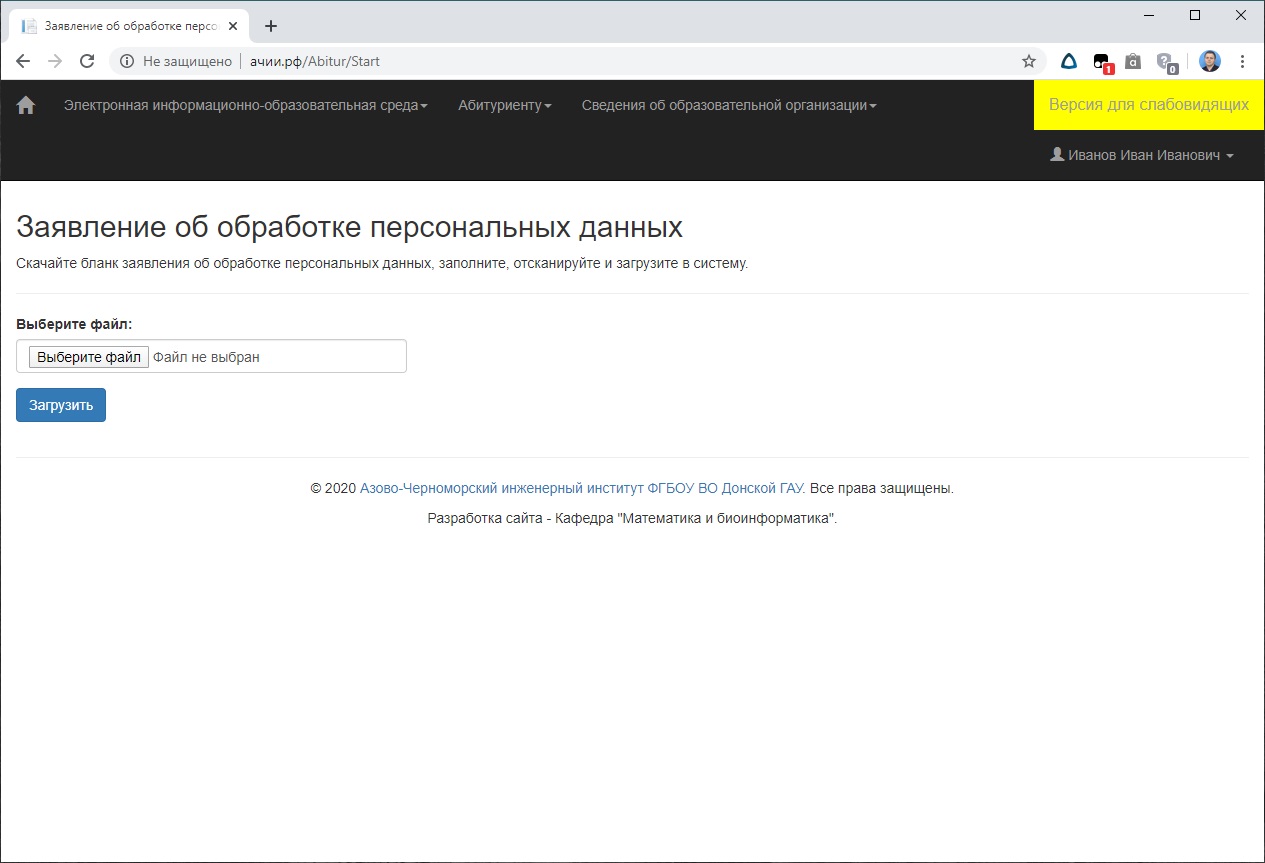 Заявление об обработке персо
Не защищено
ачии.рф/Abitur/Start
1
a
?
0
Электронная информационно-образовательная среда
Абитуриенту
Сведения об образовательной организации
Версия для слабовидящих
Иванов Иван Иванович
Заявление об обработке персональных данных
Скачайте бланк заявления об обработке персональных данных, заполните, отсканируйте и загрузите в систему.
Выберите файл:
Выберите файл Файл не выбран
Загрузить
© 2020 Азово-Черноморский инженерный институт ФГБОУ ВО Донской ГАУ. Все права защищены.
Разработка сайта - Кафедра "Математика и биоинформатика".